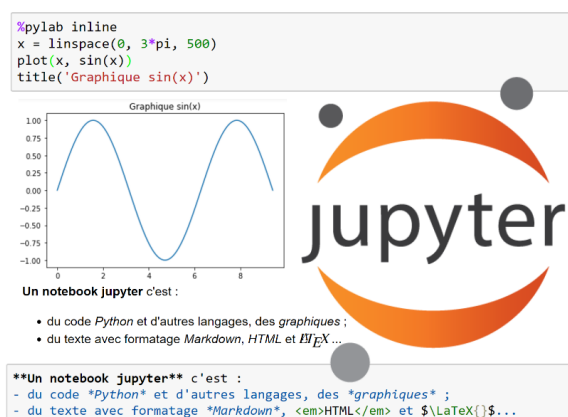 %pylab inline
x = linspace(0, 3*pi, 500)
plot(x, sin(x))
title('Graphique sin(x)')
Graphique sin(x)
1.00
0.75
0.50
0.25
0.00
−0.25
−0.50
−0.75
−1.00
0 2 4 6 8
jupyter
Un notebook jupyter c'est :
• du code Python et d'autres langages, des graphiques ;
• du texte avec formatage Markdown, HTML et LATEX...
**Un notebook jupyter** c'est :
- du code *Python* et d'autres langages, des *graphiques* ;
- du texte avec formatage *Markdown*, <em>HTML</em> et $\LaTeX{}$...